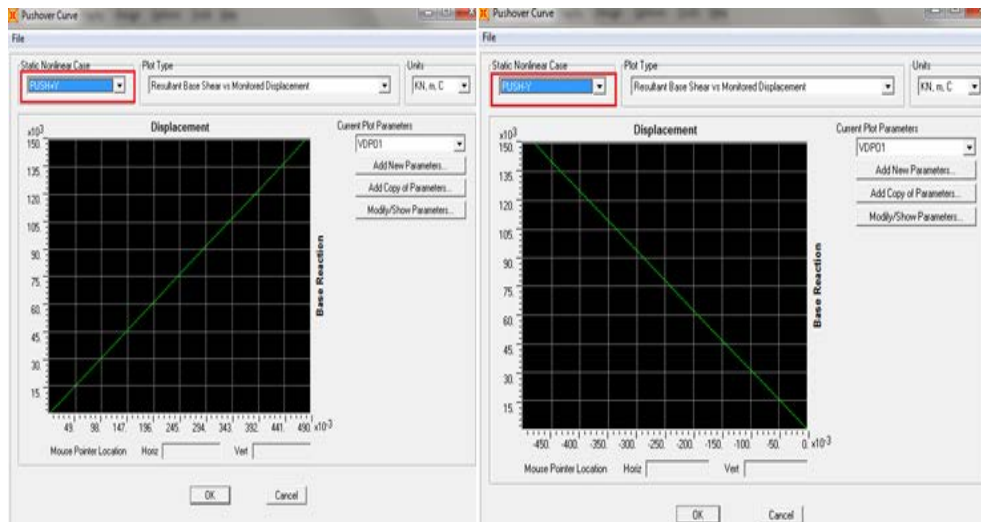 Pushover Curve
File
Static Nonlinear Case
Plot Type
Units
PUSH+Y
Resultant Base Shear vs Monitored Displacement
KN, m, C
Displacement
x10^3
150.
135.
120.
105.
90.
75.
60.
45.
30.
15.
Base Reaction
49. 98. 147. 196. 245. 294. 343. 392. 441. 490. x10^-3
Current Plot Parameters
VDPO1
Add New Parameters...
Add Copy of Parameters...
Modify/Show Parameters...
Mouse Pointer Location Horiz Vert
OK Cancel
Pushover Curve
File
Static Nonlinear Case
Plot Type
Units
PUSH-Y
Resultant Base Shear vs Monitored Displacement
KN, m, C
Displacement
x10^3
150.
135.
120.
105.
90.
75.
60.
45.
30.
15.
Base Reaction
-450. -400. -350. -300. -250. -200. -150. -100. -50. 0. x10^-3
Current Plot Parameters
VDPO1
Add New Parameters...
Add Copy of Parameters...
Modify/Show Parameters...
Mouse Pointer Location Horiz Vert
OK Cancel